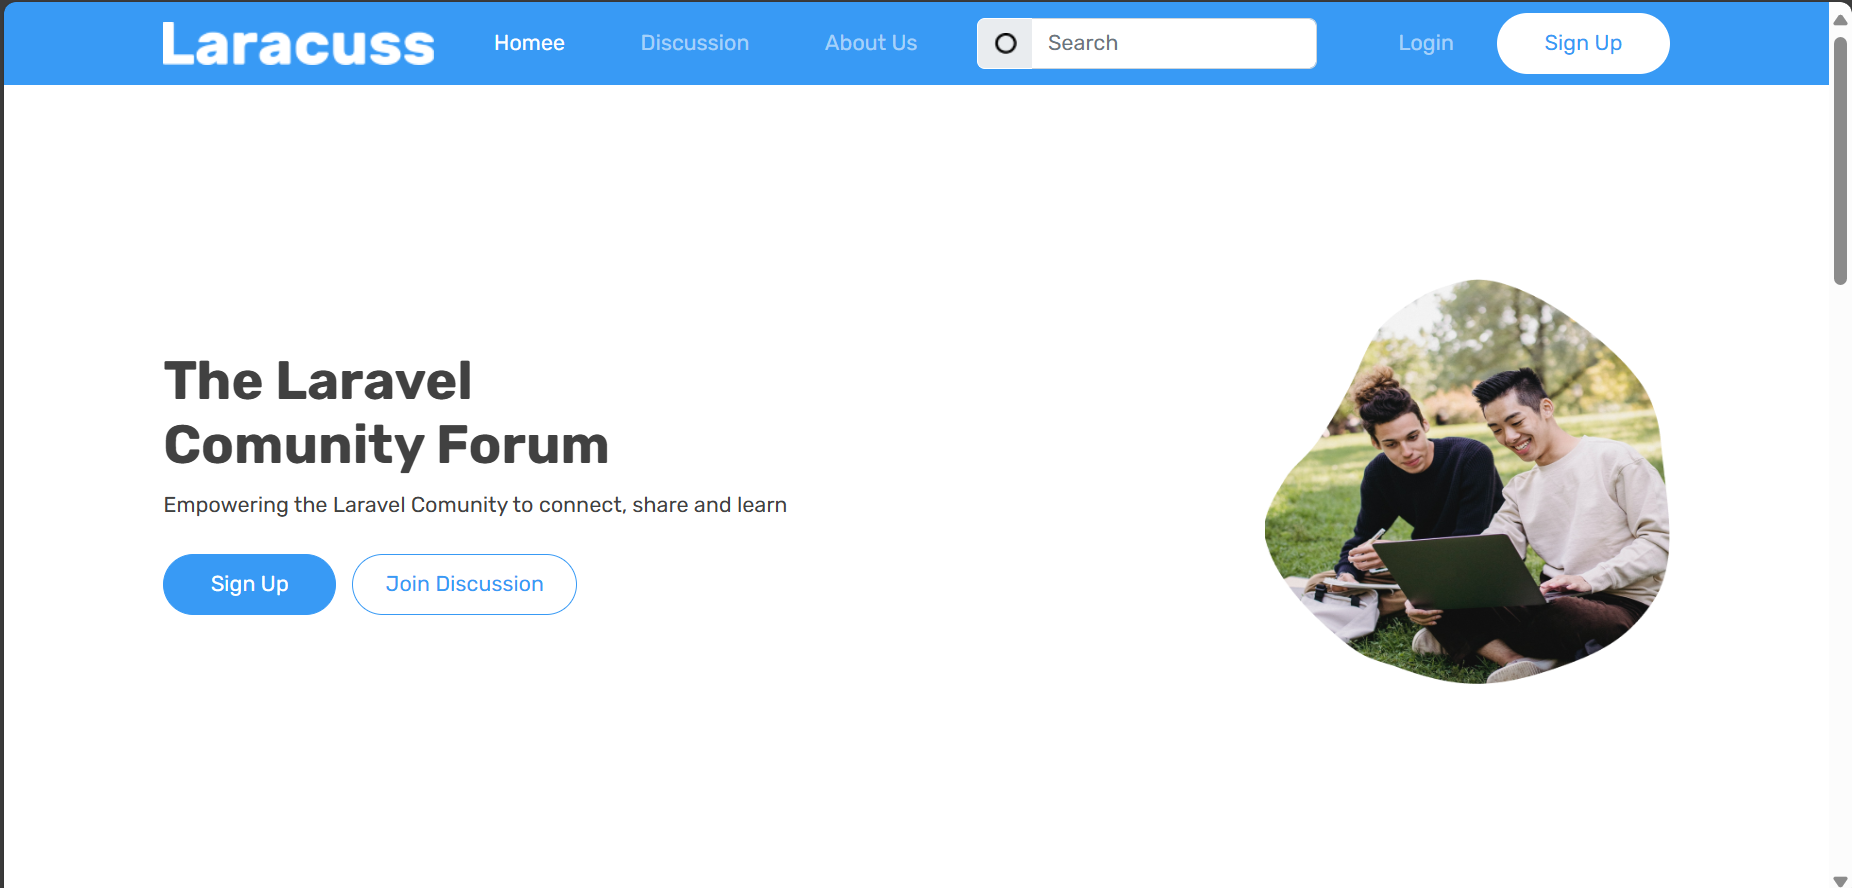 Laracuss
Homee
Discussion
About Us
Search
Login
Sign Up
The Laravel
Comunity Forum
Empowering the Laravel Comunity to connect, share and learn
Sign Up
Join Discussion